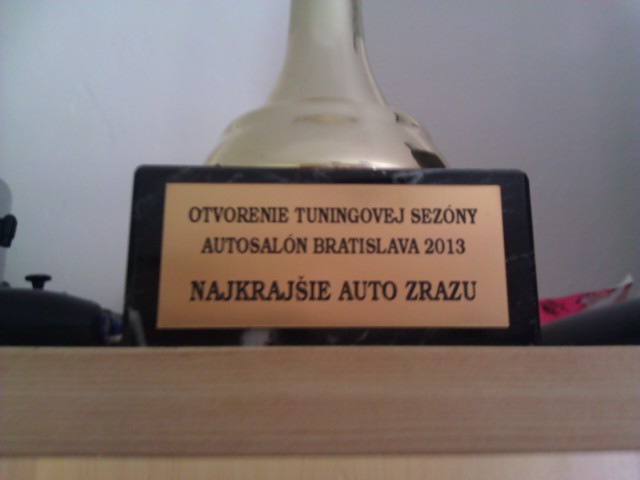 OTVORENIE TUNINGOVEJ SEZÓNY
AUTOSALÓN BRATISLAVA 2013
NAJKRAJŠIE AUTO ZRAZU